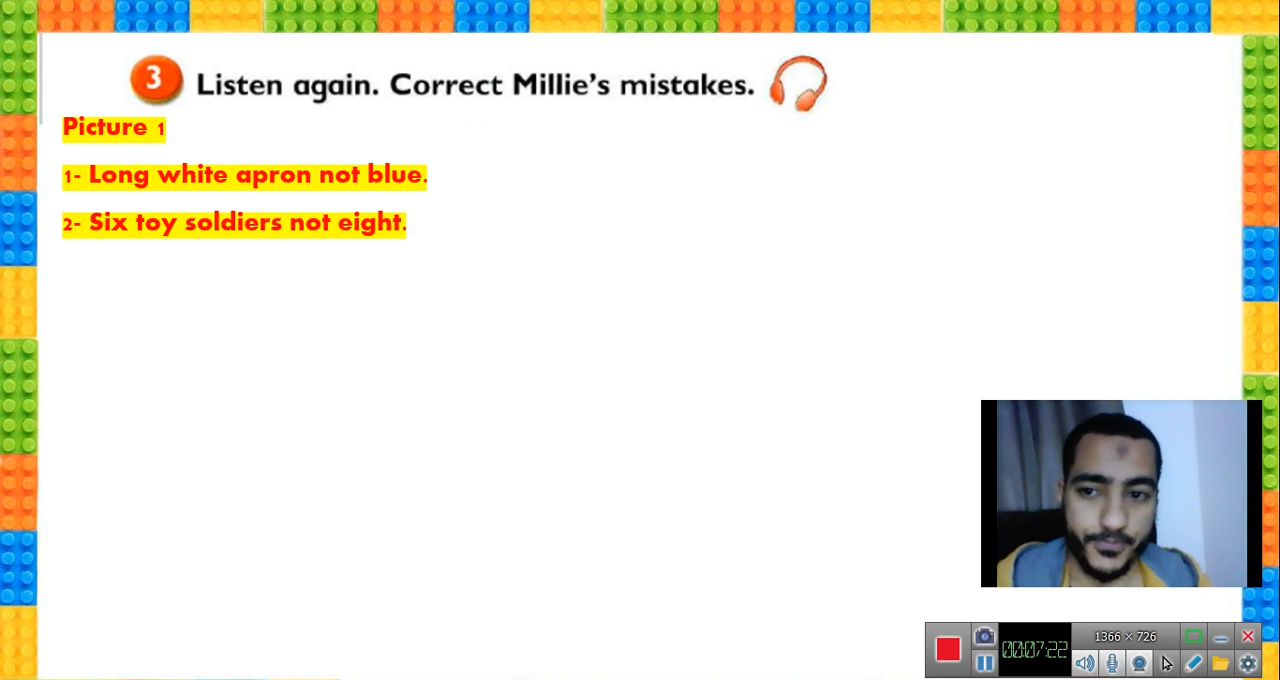 3 Listen again. Correct Millie's mistakes.
Picture 1
1- Long white apron not blue.
2- Six toy soldiers not eight.
1366 × 726
00:07:22